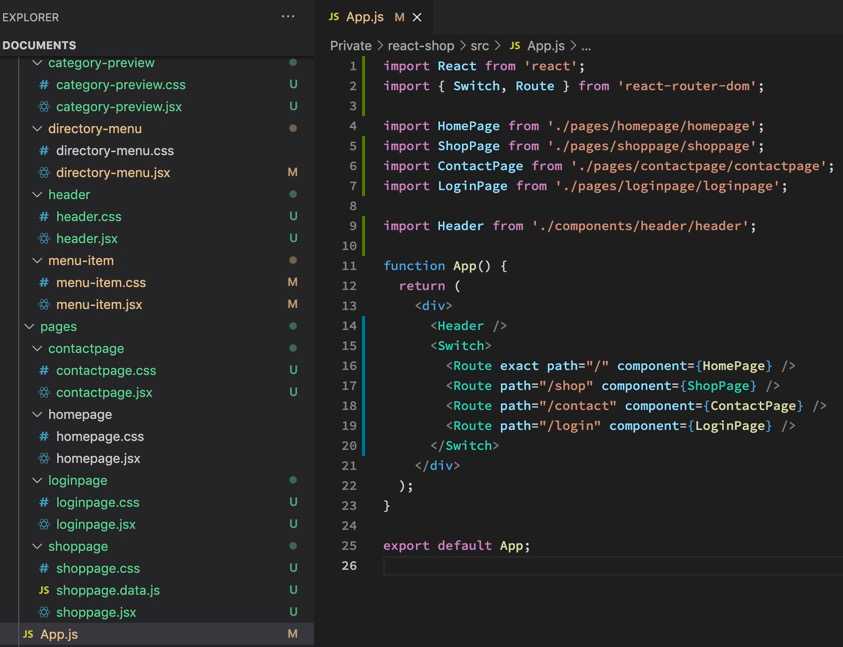 EXPLORER ...
DOCUMENTS
category-preview
# category-preview.css U
category-preview.jsx U
directory-menu
# directory-menu.css
directory-menu.jsx M
header
# header.css U
header.jsx U
menu-item
# menu-item.css M
menu-item.jsx M
pages
contactpage
# contactpage.css U
contactpage.jsx U
homepage
# homepage.css
homepage.jsx
loginpage
# loginpage.css U
loginpage.jsx U
shoppage
# shoppage.css U
JS shoppage.data.js U
shoppage.jsx U
JS App.js M
JS App.js M ×
Private > react-shop > src > JS App.js > ...
1 import React from 'react';
2 import { Switch, Route } from 'react-router-dom';
3
4 import HomePage from './pages/homepage/homepage';
5 import ShopPage from './pages/shoppage/shoppage';
6 import ContactPage from './pages/contactpage/contactpage';
7 import LoginPage from './pages/loginpage/loginpage';
8
9 import Header from './components/header/header';
10
11 function App() {
12   return (
13     <div>
14       <Header />
15       <Switch>
16         <Route exact path="/" component={HomePage} />
17         <Route path="/shop" component={ShopPage} />
18         <Route path="/contact" component={ContactPage} />
19         <Route path="/login" component={LoginPage} />
20       </Switch>
21     </div>
22   );
23 }
24
25 export default App;
26